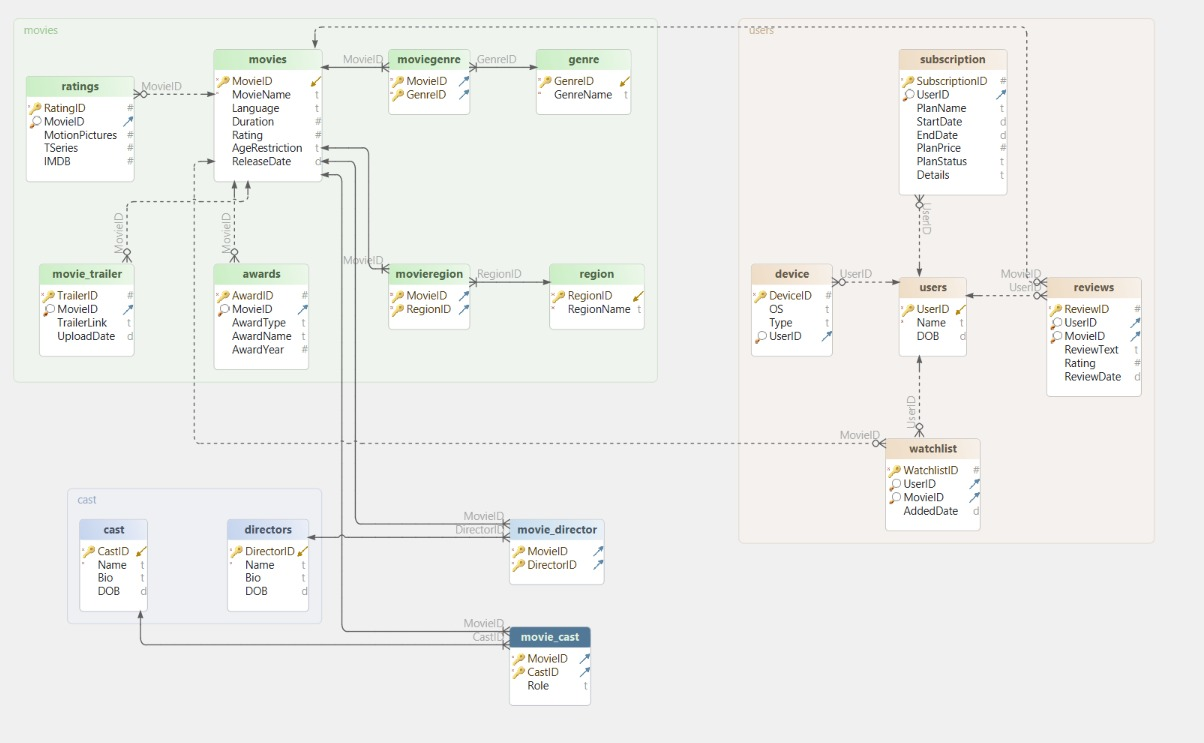 movies
users
movies
MovieID
MovieName t
Language t
Duration #
Rating #
AgeRestriction t
ReleaseDate d
MovieID
moviegenre
MovieID
GenreID
GenreID
genre
GenreID
GenreName t
ratings
RatingID #
MovieID
MotionPictures #
TSeries #
IMDB #
MovieID
MovieID
MovieID
movie_trailer
TrailerID #
MovieID
TrailerLink t
UploadDate d
awards
AwardID #
MovieID
AwardType t
AwardName t
AwardYear #
MovieID
movieregion
MovieID
RegionID
RegionID
region
RegionID
RegionName t
subscription
SubscriptionID #
UserID
PlanName t
StartDate d
EndDate d
PlanPrice #
PlanStatus t
Details t
UserID
device
DeviceID #
OS t
Type t
UserID
UserID
users
UserID
Name t
DOB d
MovieID
UserID
reviews
ReviewID #
UserID
MovieID
ReviewText t
Rating #
ReviewDate d
UserID
MovieID
watchlist
WatchlistID #
UserID
MovieID
AddedDate d
cast
cast
CastID
Name t
Bio t
DOB d
directors
DirectorID
Name t
Bio t
DOB d
MovieID
DirectorID
movie_director
MovieID
DirectorID
MovieID
CastID
movie_cast
MovieID
CastID
Role t